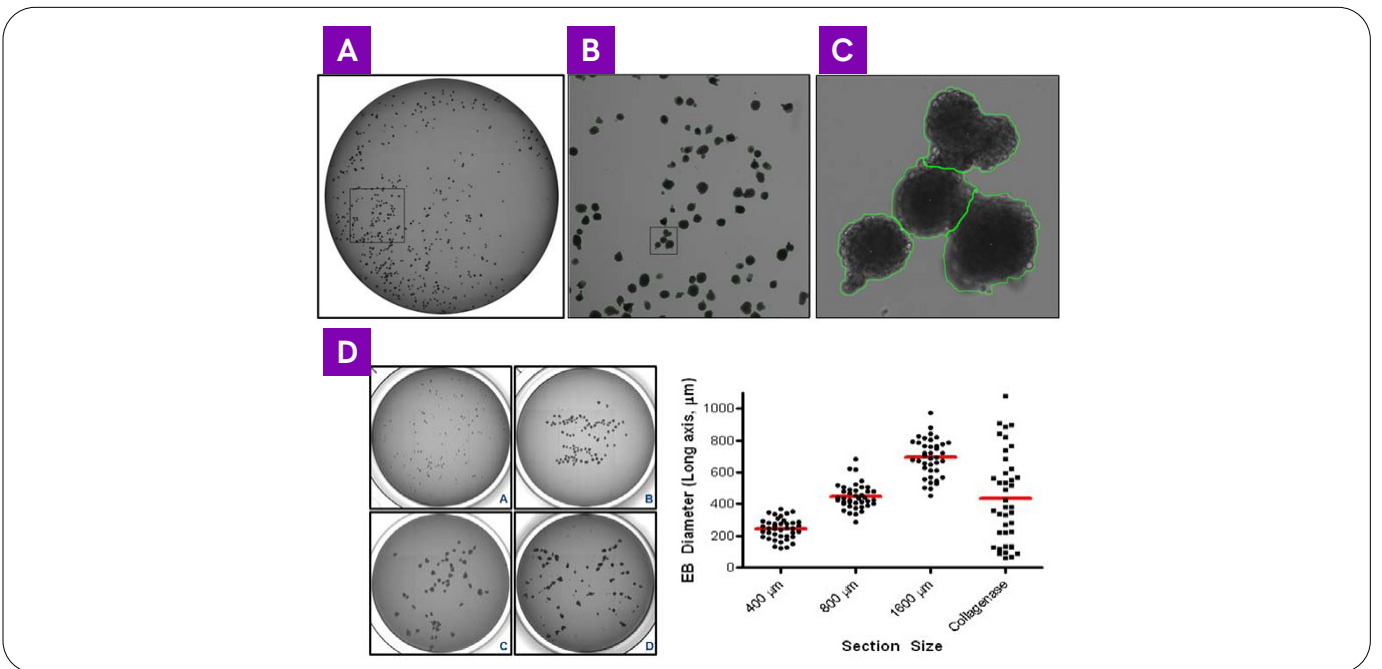 A
B
C
D
A
B
C
D
EB Diameter (Long axis, μm)
1000
800
600
400
200
0
400 μm
800 μm
1600 μm
Collagenase
Section Size